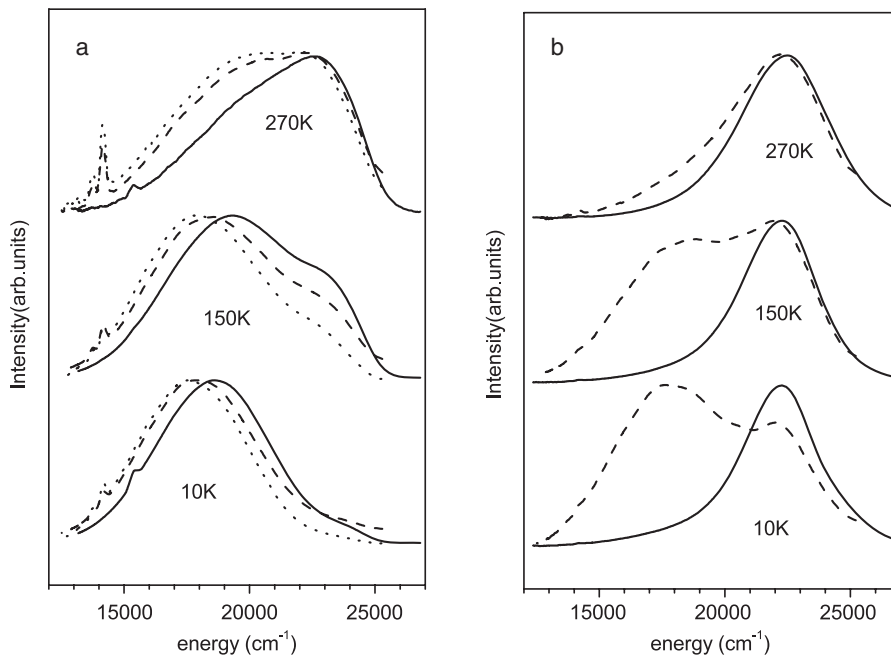 a
270K
150K
10K
Intensity(arb.units)
15000 20000 25000
energy (cm⁻¹)
b
270K
150K
10K
Intensity(arb.units)
15000 20000 25000
energy (cm⁻¹)